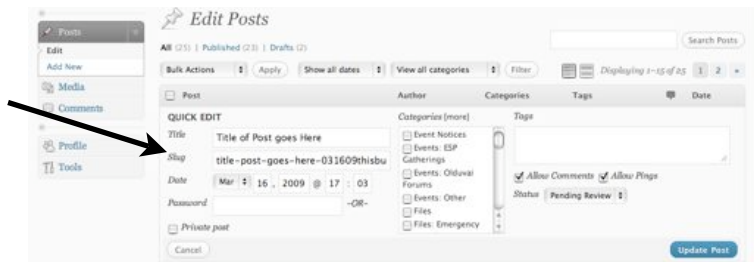 Edit Posts
Posts
Edit
Add New
Media
Comments
Profile
Tools
Search Posts
All (25) | Published (23) | Drafts (2)
Bulk Actions Apply Show all dates View all categories Filter Displaying 1–15 of 25 1 2 »
Post Author Categories Tags Date
QUICK EDIT Categories [more] Tags
Title Title of Post goes Here
Slug title-post-goes-here-031609thisbu
Date Mar 16 , 2009 @ 17 : 03
Password –OR–
Private post
Event Notices
Events: ESP
Gatherings
Events: Olduvai
Forums
Events: Other
Files
Files: Emergency
Allow Comments Allow Pings
Status Pending Review
Cancel Update Post